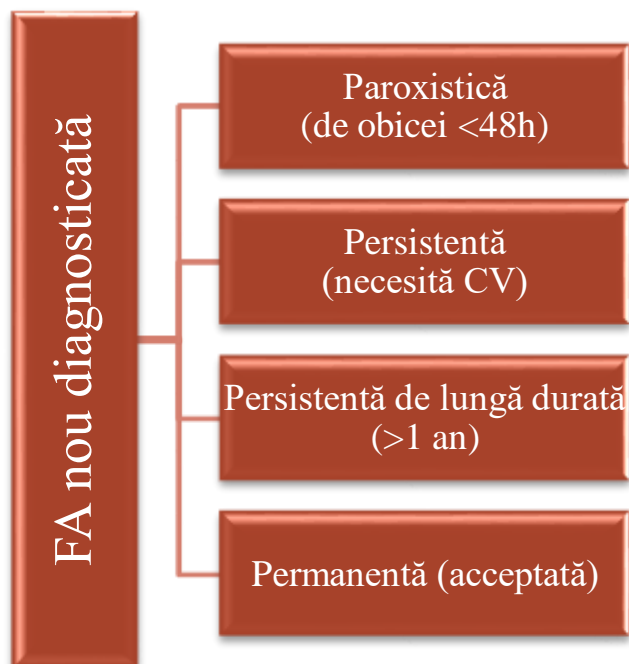 FA nou diagnosticată
Paroxistică
(de obicei <48h)
Persistentă
(necesită CV)
Persistentă de lungă durată
(>1 an)
Permanentă (acceptată)